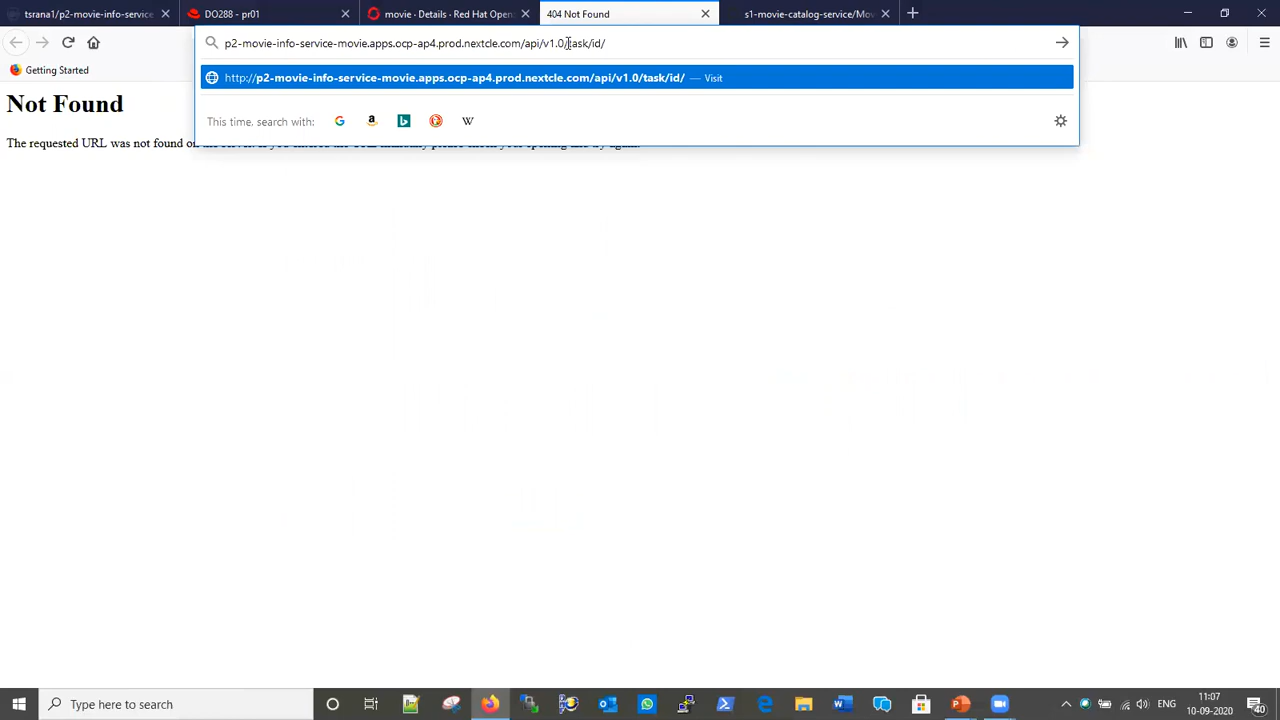 tsrana1/p2-movie-info-service
DO288 - pr01
movie · Details · Red Hat Open
404 Not Found
s1-movie-catalog-service/Mov
p2-movie-info-service-movie.apps.ocp-ap4.prod.nextcle.com/api/v1.0/task/id/
Getting Started
http://p2-movie-info-service-movie.apps.ocp-ap4.prod.nextcle.com/api/v1.0/task/id/ — Visit
This time, search with:
Not Found
The requested URL was not found on
Type here to search
ENG
11:07
10-09-2020
40